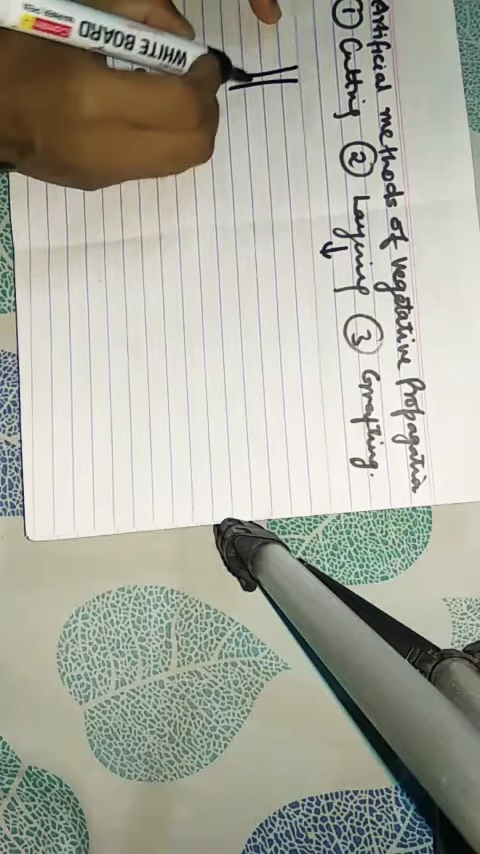 Artificial methods of vegetative Propagation
① Cutting ② Layering ③ Grafting.
↓
WHITE BOARD